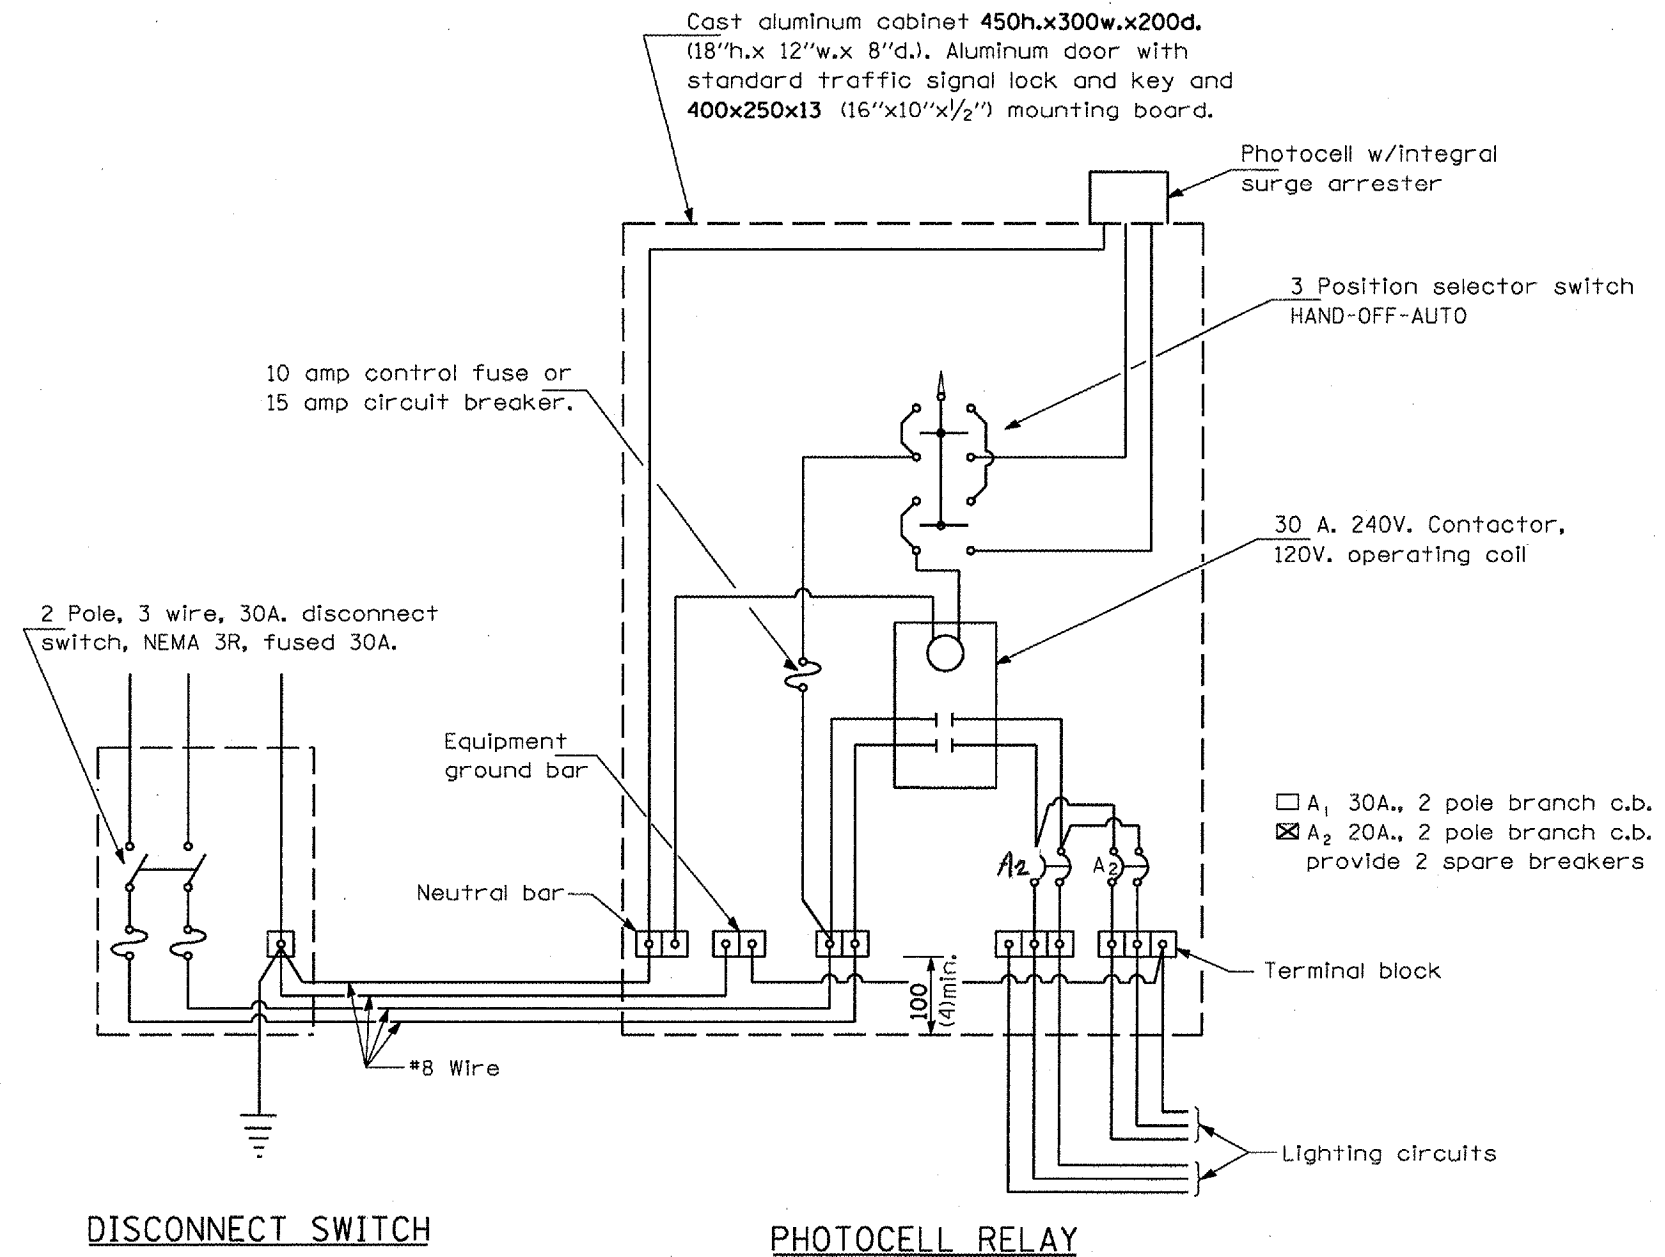 Cast aluminum cabinet 450h.x300w.x200d.
(18"h.x 12"w.x 8"d.). Aluminum door with
standard traffic signal lock and key and
400x250x13 (16"x10"x1/2") mounting board.
Photocell w/integral
surge arrester
3 Position selector switch
HAND-OFF-AUTO
10 amp control fuse or
15 amp circuit breaker.
30 A. 240V. Contactor,
120V. operating coil
2 Pole, 3 wire, 30A. disconnect
switch, NEMA 3R, fused 30A.
Equipment
ground bar
A1 30A., 2 pole branch c.b.
A2 20A., 2 pole branch c.b.
provide 2 spare breakers
A2
A2
Neutral bar
Terminal block
100
(4)min.
#8 Wire
Lighting circuits
DISCONNECT SWITCH
PHOTOCELL RELAY